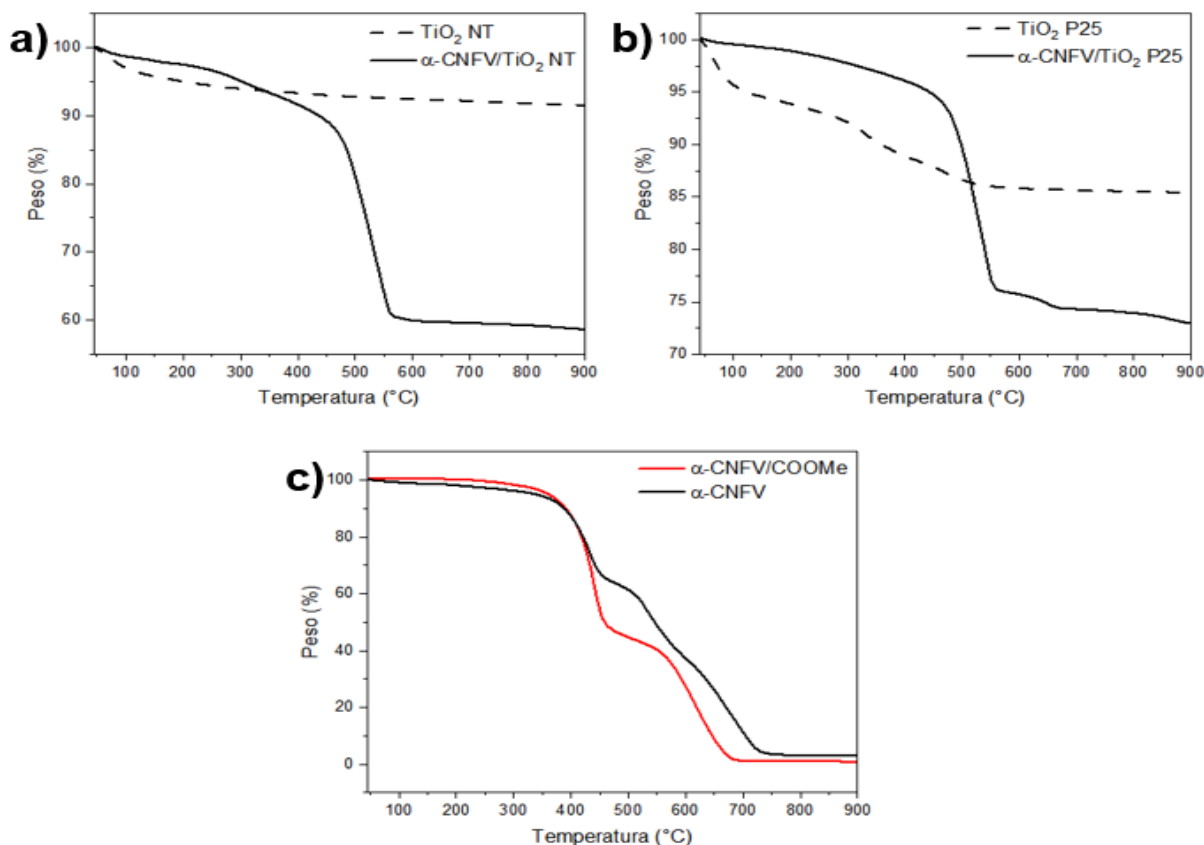 a)
TiO₂ NT
α-CNFV/TiO₂ NT
Peso (%)
100
90
80
70
60
100 200 300 400 500 600 700 800 900
Temperatura (°C)
b)
TiO₂ P25
α-CNFV/TiO₂ P25
Peso (%)
100
95
90
85
80
75
70
100 200 300 400 500 600 700 800 900
Temperatura (°C)
c)
α-CNFV/COOMe
α-CNFV
Peso (%)
100
80
60
40
20
0
100 200 300 400 500 600 700 800 900
Temperatura (°C)